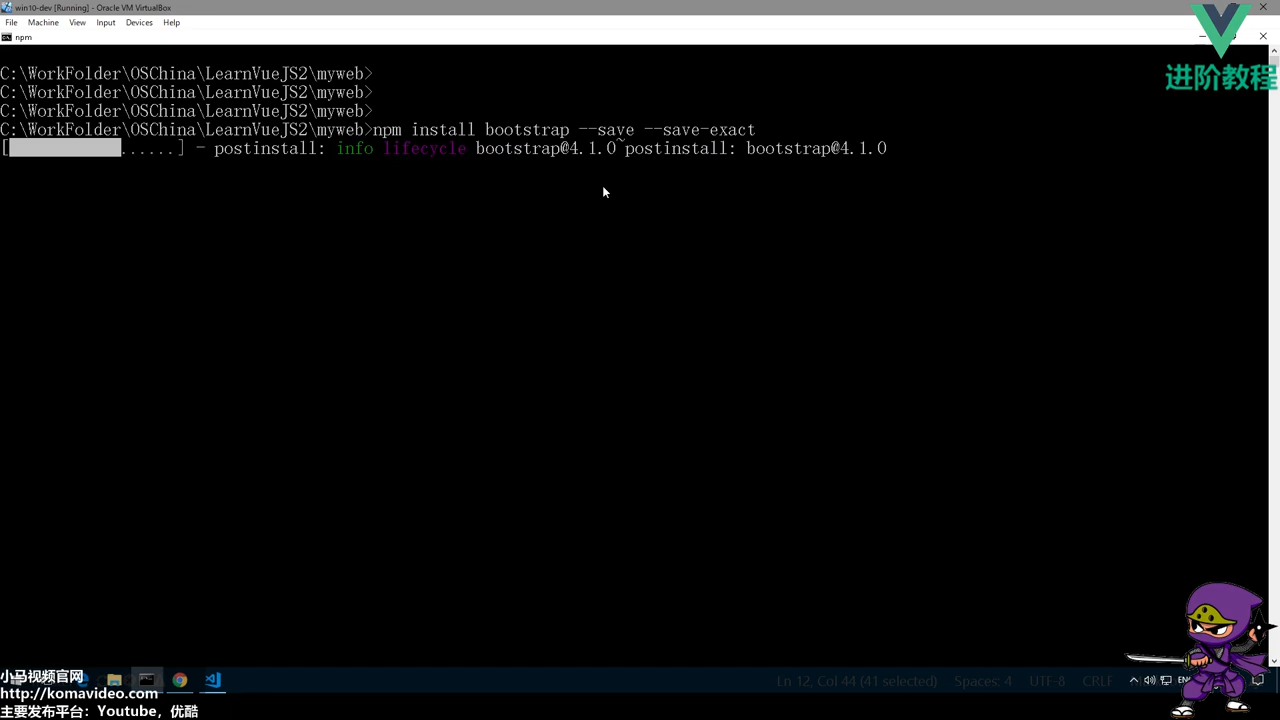 win10-dev [Running] - Oracle VM VirtualBox
File Machine View Input Devices Help
npm
进阶教程
C:\WorkFolder\OSChina\LearnVueJS2\myweb>
C:\WorkFolder\OSChina\LearnVueJS2\myweb>
C:\WorkFolder\OSChina\LearnVueJS2\myweb>
C:\WorkFolder\OSChina\LearnVueJS2\myweb>npm install bootstrap --save --save-exact
[ ......] - postinstall: info lifecycle bootstrap@4.1.0~postinstall: bootstrap@4.1.0
小马视频官网
http://komavideo.com
主要发布平台：Youtube，优酷
Ln 12, Col 44 (41 selected) Spaces: 4 UTF-8 CRLF